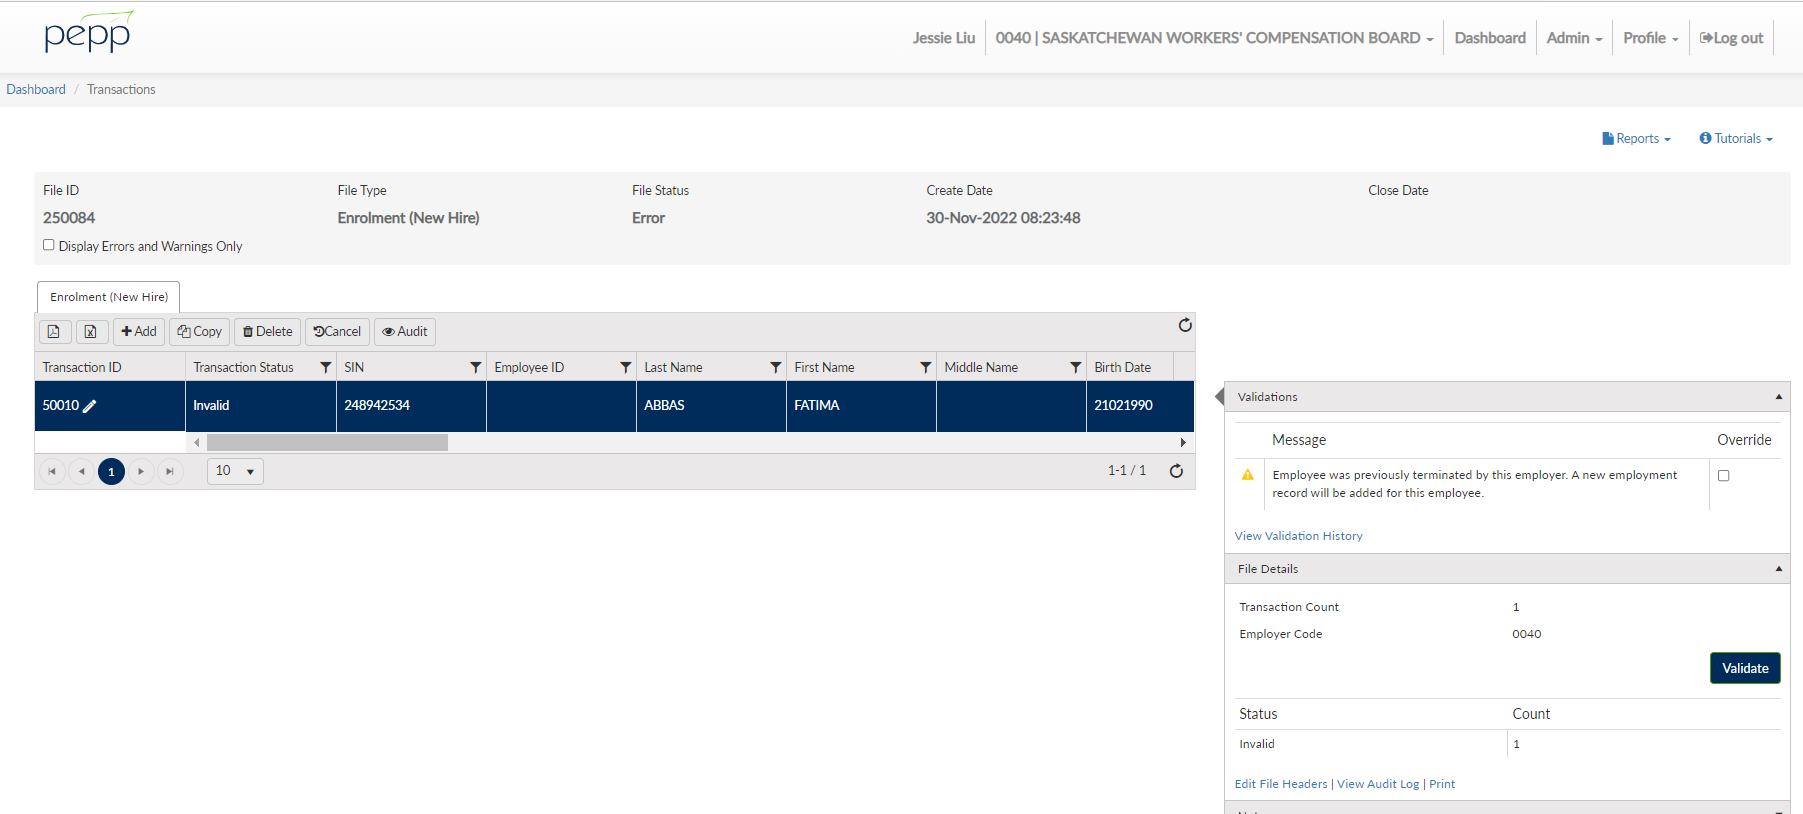 pepp
Jessie Liu
0040 | SASKATCHEWAN WORKERS' COMPENSATION BOARD
Dashboard
Admin
Profile
Log out
Dashboard / Transactions
Reports
Tutorials
File ID
File Type
File Status
Create Date
Close Date
250084
Enrolment (New Hire)
Error
30-Nov-2022 08:23:48
Display Errors and Warnings Only
Enrolment (New Hire)
Add
Copy
Delete
Cancel
Audit
Transaction ID
Transaction Status
SIN
Employee ID
Last Name
First Name
Middle Name
Birth Date
50010
Invalid
248942534
ABBAS
FATIMA
21021990
1
10
1-1 / 1
Validations
Message
Override
Employee was previously terminated by this employer. A new employment
record will be added for this employee.
View Validation History
File Details
Transaction Count
1
Employer Code
0040
Validate
Status
Count
Invalid
1
Edit File Headers | View Audit Log | Print